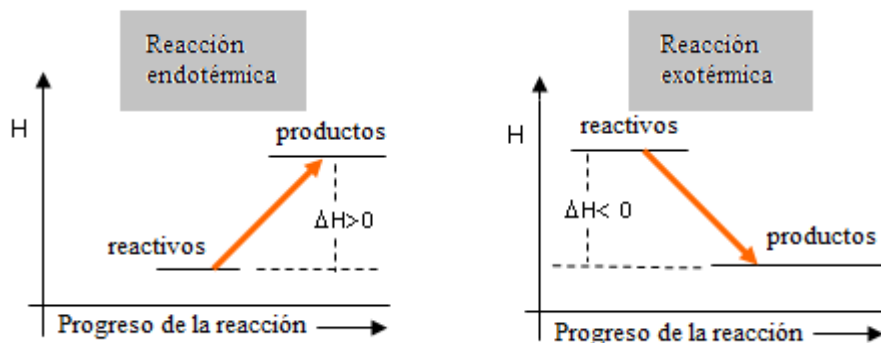 Reacción
endotérmica
H
productos
ΔH>0
reactivos
Progreso de la reacción
Reacción
exotérmica
H
reactivos
ΔH< 0
productos
Progreso de la reacción